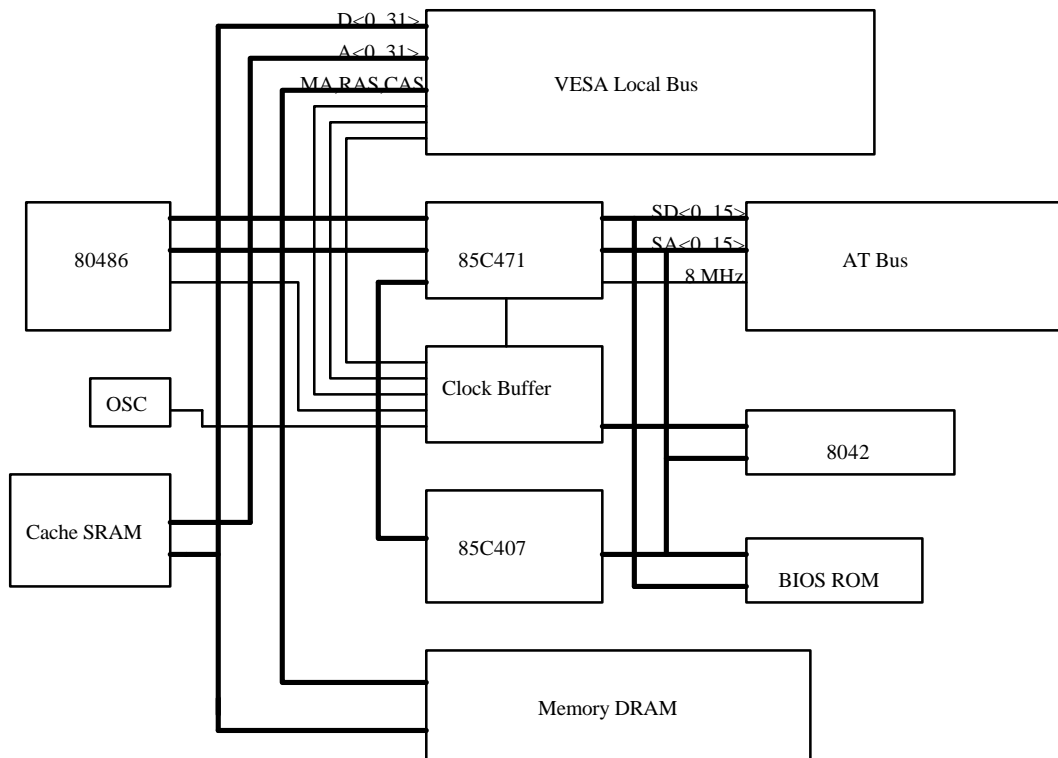 D<0..31>
A<0..31>
MA,RAS,CAS
VESA Local Bus
80486
85C471
SD<0..15>
SA<0..15>
8 MHz
AT Bus
OSC
Clock Buffer
8042
Cache SRAM
85C407
BIOS ROM
Memory DRAM